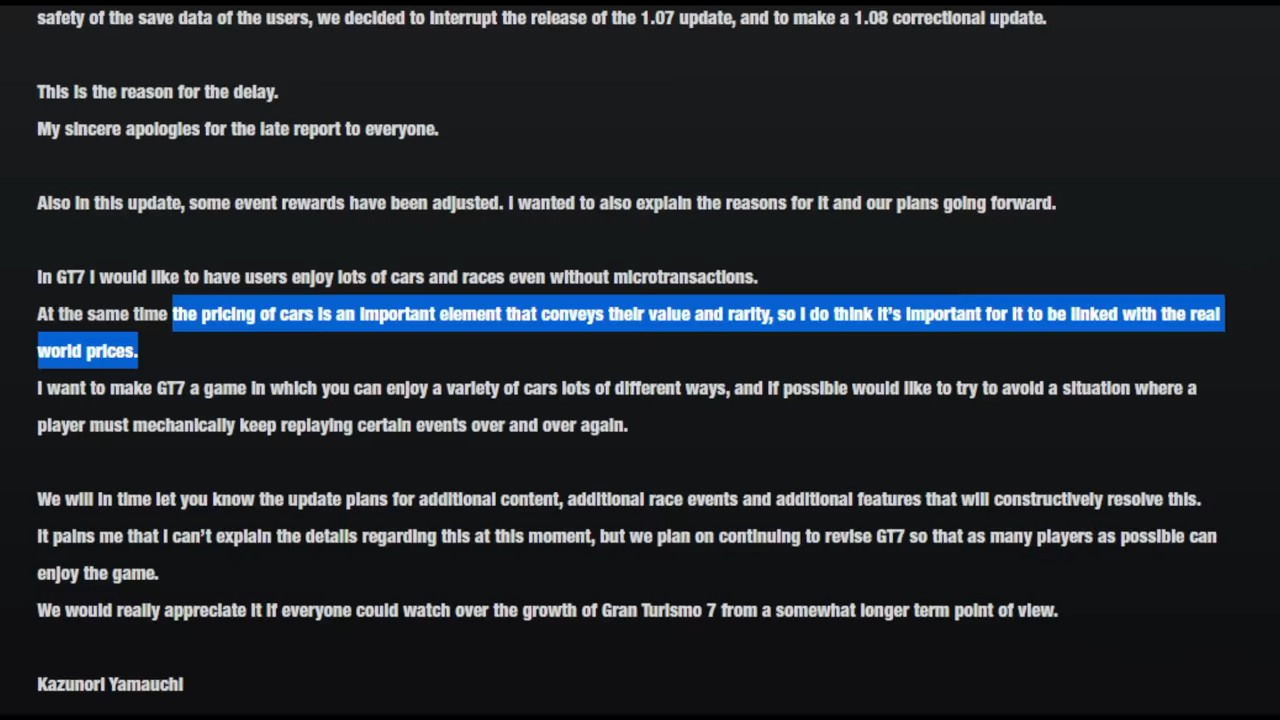 safety of the save data of the users, we decided to interrupt the release of the 1.07 update, and to make a 1.08 correctional update.
This is the reason for the delay.
My sincere apologies for the late report to everyone.
Also in this update, some event rewards have been adjusted. I wanted to also explain the reasons for it and our plans going forward.
In GT7 I would like to have users enjoy lots of cars and races even without microtransactions.
At the same time the pricing of cars is an important element that conveys their value and rarity, so I do think it’s important for it to be linked with the real
world prices.
I want to make GT7 a game in which you can enjoy a variety of cars lots of different ways, and if possible would like to try to avoid a situation where a
player must mechanically keep replaying certain events over and over again.
We will in time let you know the update plans for additional content, additional race events and additional features that will constructively resolve this.
It pains me that I can’t explain the details regarding this at this moment, but we plan on continuing to revise GT7 so that as many players as possible can
enjoy the game.
We would really appreciate it if everyone could watch over the growth of Gran Turismo 7 from a somewhat longer term point of view.
Kazunori Yamauchi